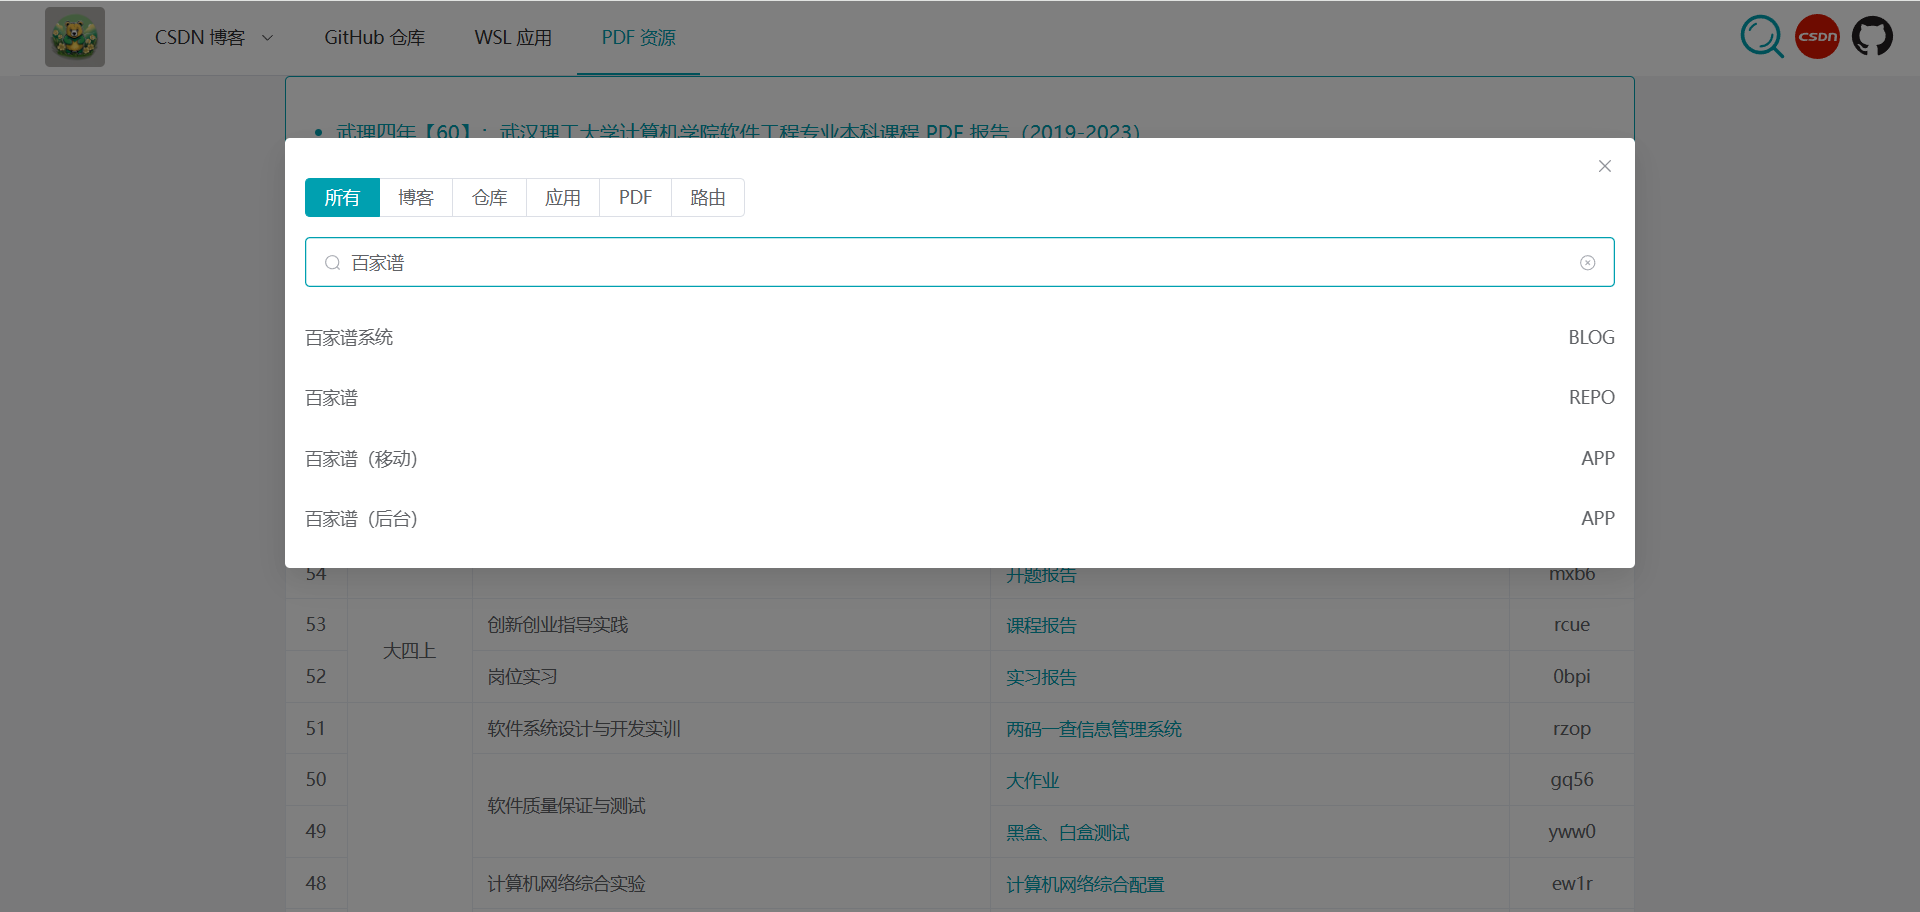 CSDN 博客 GitHub 仓库 WSL 应用 PDF 资源 CSDN
武理四年【60】：武汉理工大学计算机学院软件工程专业本科课程 PDF 报告（2019-2023）
所有 博客 仓库 应用 PDF 路由
百家谱
百家谱系统 BLOG
百家谱 REPO
百家谱（移动） APP
百家谱（后台） APP
54 开题报告 mxb6
53 创新创业指导实践 课程报告 rcue
大四上
52 岗位实习 实习报告 0bpi
51 软件系统设计与开发实训 两码一查信息管理系统 rzop
50 大作业 gq56
软件质量保证与测试
49 黑盒、白盒测试 yww0
48 计算机网络综合实验 计算机网络综合配置 ew1r